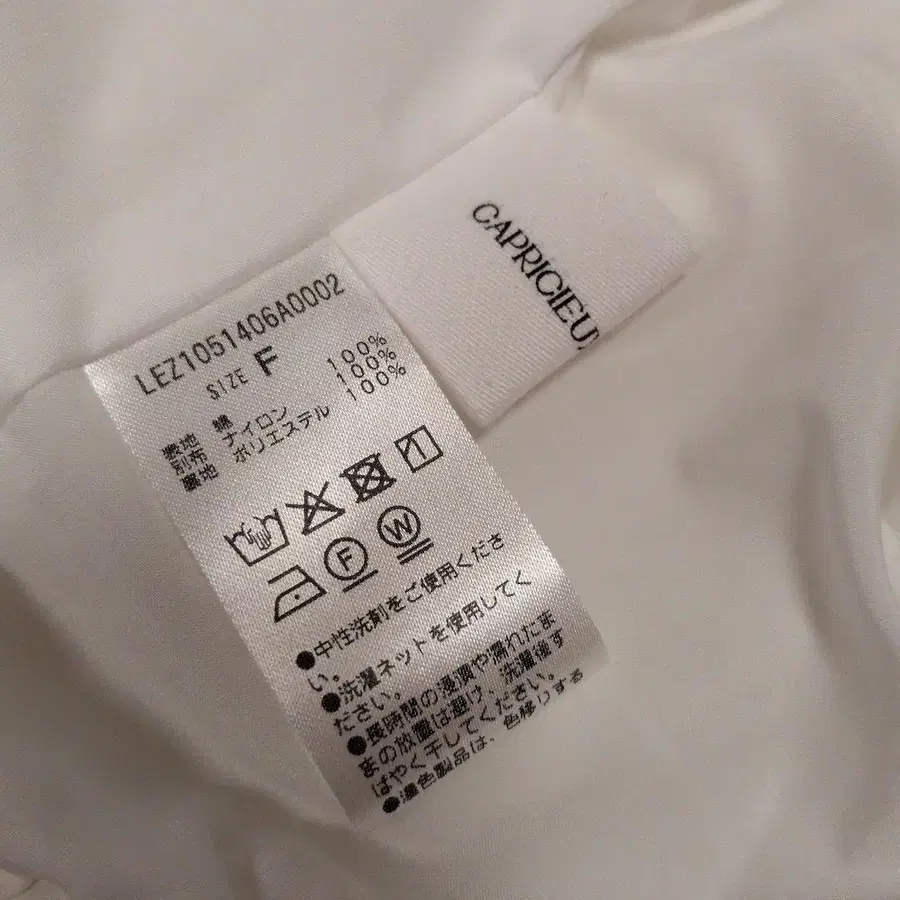 CAPRICIEU
LEZ1051406A0002
SIZE F
表地 綿 100%
別布 ナイロン 100%
裏地 ポリエステル 100%
F W
●中性洗剤をご使用くださ
い。
●洗濯ネットを使用してく
ださい。
●長時間の浸漬や濡れたま
まの放置は避け、洗濯後す
ばやく干してください。
●濃色製品は、色移りする